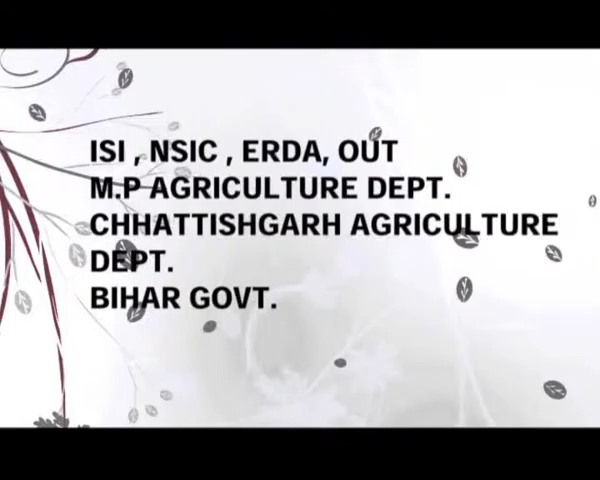 ISI , NSIC , ERDA, OUT
M.P AGRICULTURE DEPT.
CHHATTISHGARH AGRICULTURE
DEPT.
BIHAR GOVT.